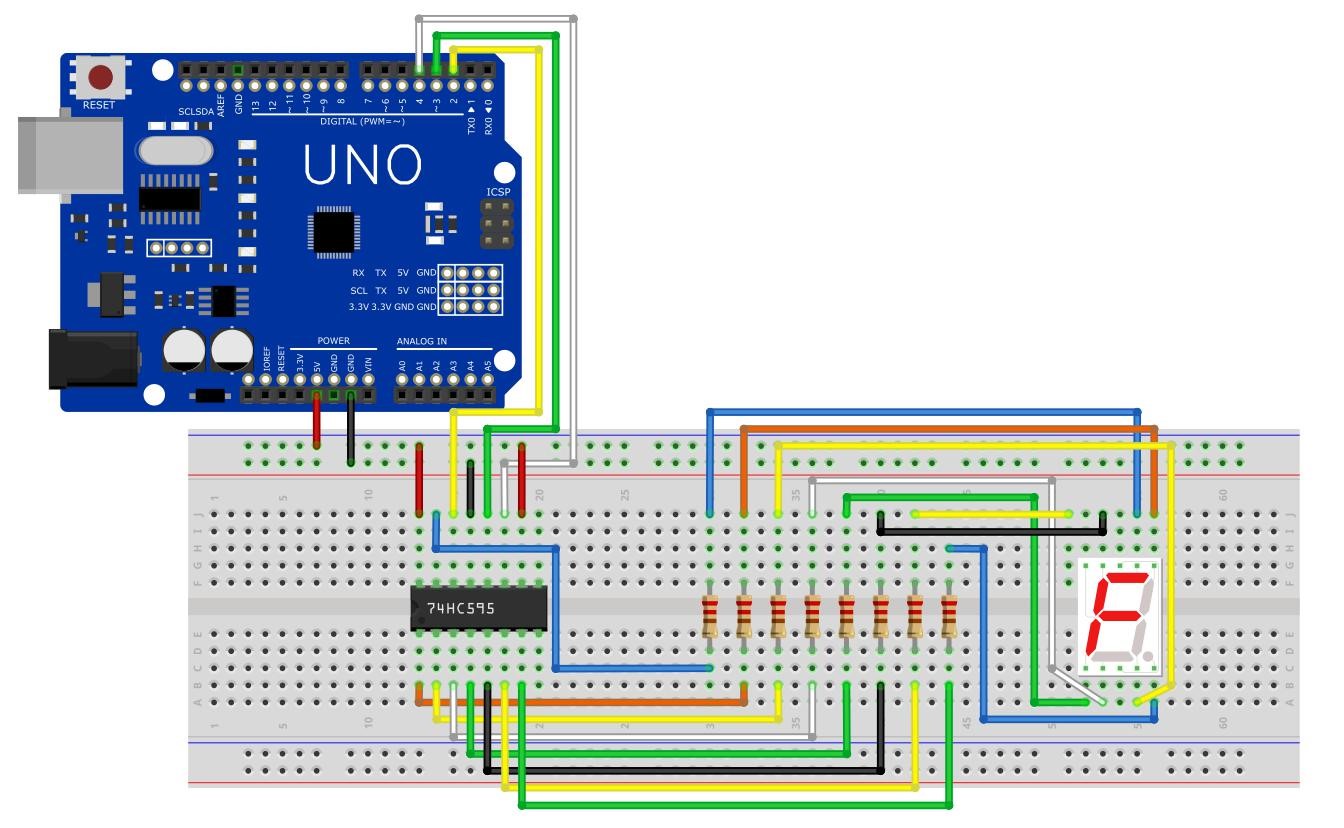 RESET
SCLSDA
AREF
GND
13
12
~11
~10
~9
8
7
~6
~5
4
~3
2
TX0 ▶ 1
RX0 ◀ 0
DIGITAL (PWM=~)
UNO
ICSP
RX TX 5V GND
SCL TX 5V GND
3.3V 3.3V GND GND
POWER
ANALOG IN
IOREF
RESET
3.3V
5V
GND
GND
VIN
A0
A1
A2
A3
A4
A5
1 5 10 20 25 35 60
J
I
H
G
F
74HC595
E
D
C
B
A
1 5 10 35 45 60